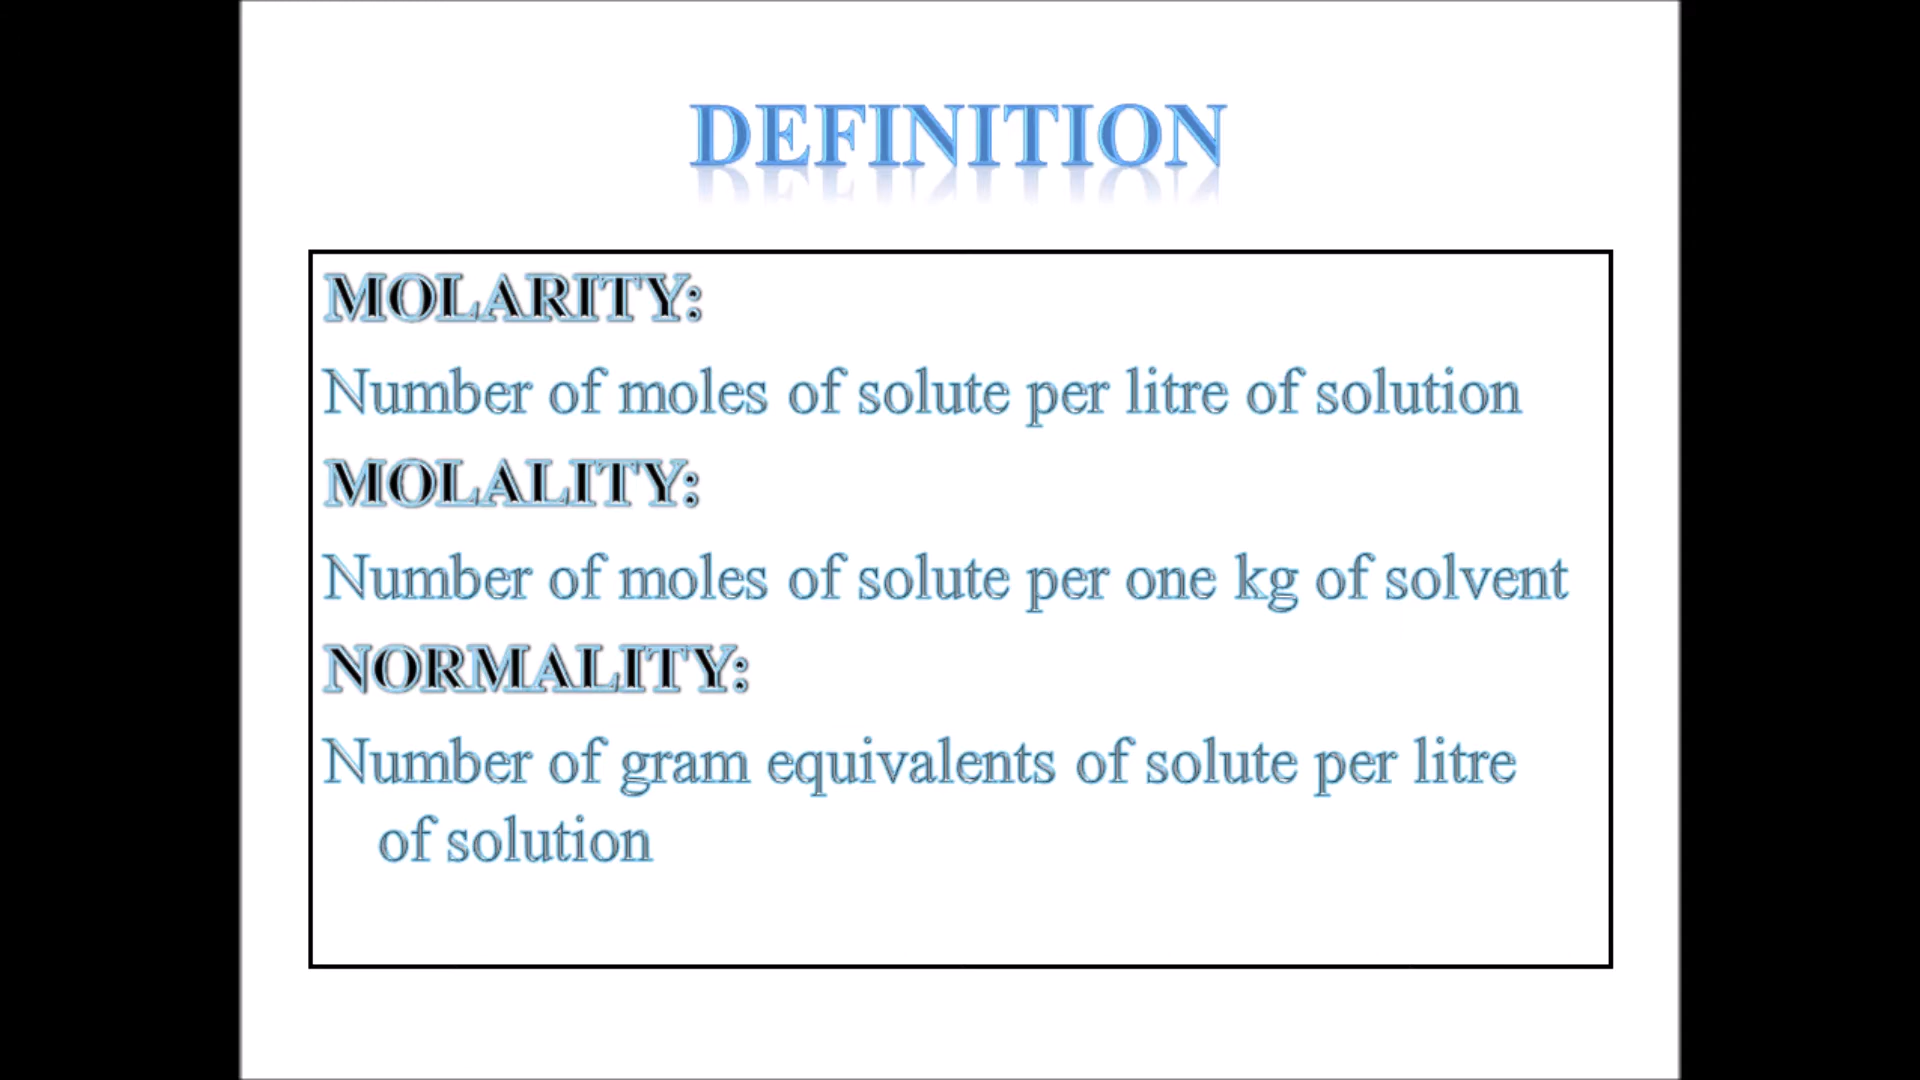 DEFINITION
MOLARITY:
Number of moles of solute per litre of solution
MOLALITY:
Number of moles of solute per one kg of solvent
NORMALITY:
Number of gram equivalents of solute per litre
of solution